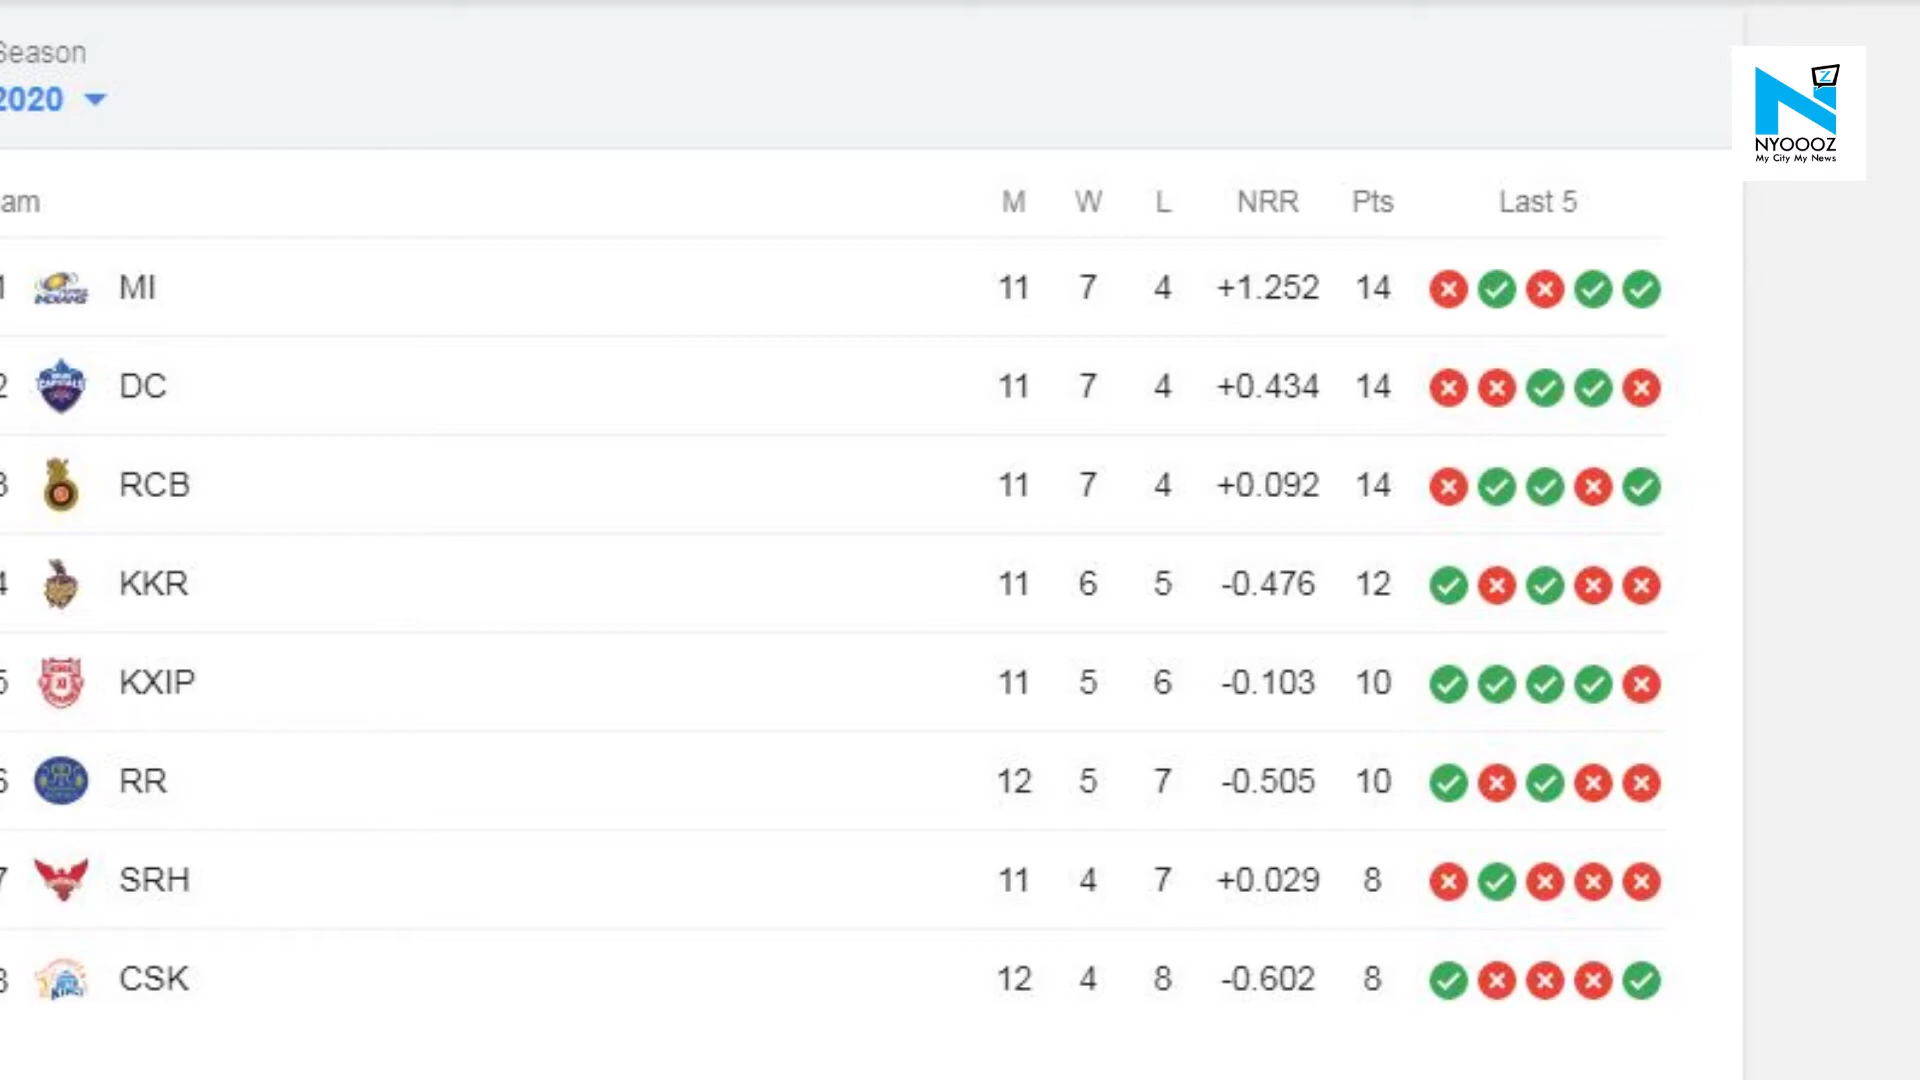 Season
2020
NYOOOZ
My City My News
am M W L NRR Pts Last 5
1 MI 11 7 4 +1.252 14
2 DC 11 7 4 +0.434 14
3 RCB 11 7 4 +0.092 14
4 KKR 11 6 5 -0.476 12
5 KXIP 11 5 6 -0.103 10
6 RR 12 5 7 -0.505 10
7 SRH 11 4 7 +0.029 8
8 CSK 12 4 8 -0.602 8